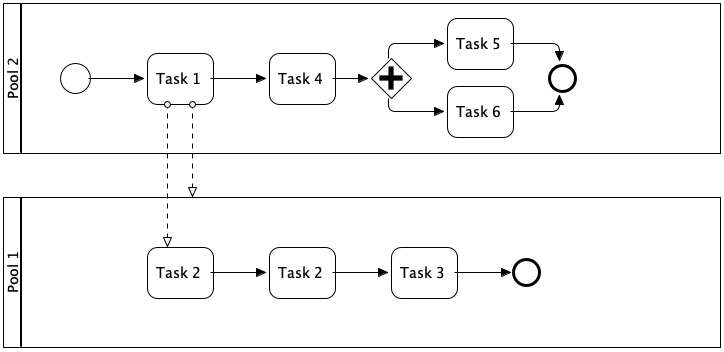 Pool 2
Task 1
Task 4
Task 5
Task 6
Pool 1
Task 2
Task 2
Task 3